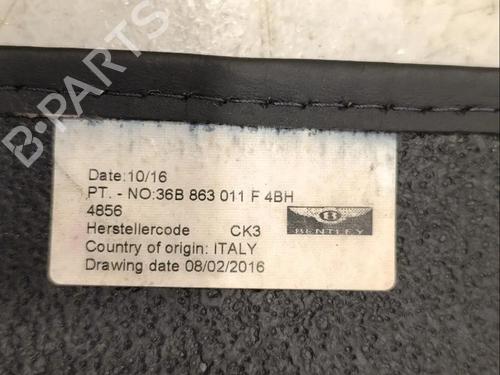 B-PARTS
Date:10/16
PT. - NO:36B 863 011 F 4BH
4856
Herstellercode CK3
Country of origin: ITALY
Drawing date 08/02/2016
B
BENTLEY